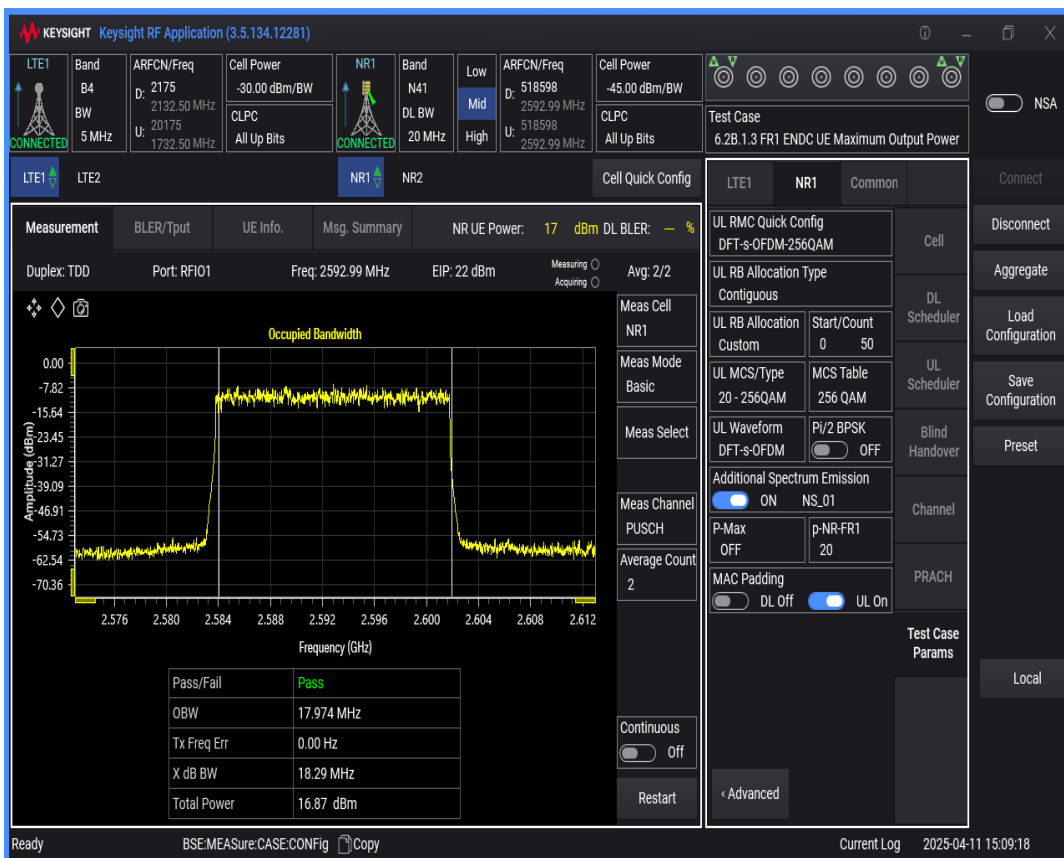 KEYSIGHT Keysight RF Application (3.5.134.12281)
LTE1
CONNECTED
Band
B4
BW
5 MHz
ARFCN/Freq
D: 2175
2132.50 MHz
U: 20175
1732.50 MHz
Cell Power
-30.00 dBm/BW
CLPC
All Up Bits
NR1
CONNECTED
Band
N41
DL BW
20 MHz
Low
Mid
High
ARFCN/Freq
D: 518598
2592.99 MHz
U: 518598
2592.99 MHz
Cell Power
-45.00 dBm/BW
CLPC
All Up Bits
Test Case
6.2B.1.3 FR1 ENDC UE Maximum Output Power
NSA
LTE1 LTE2 NR1 NR2 Cell Quick Config
Measurement BLER/Tput UE Info. Msg. Summary NR UE Power: 17 dBm DL BLER: — %
Duplex: TDD Port: RFIO1 Freq: 2592.99 MHz EIP: 22 dBm Measuring Acquiring Avg: 2/2
Occupied Bandwidth
Amplitude (dBm)
0.00
-7.82
-15.64
-23.45
-31.27
-39.09
-46.91
-54.73
-62.54
-70.36
2.576 2.580 2.584 2.588 2.592 2.596 2.600 2.604 2.608 2.612
Frequency (GHz)
Pass/Fail Pass
OBW 17.974 MHz
Tx Freq Err 0.00 Hz
X dB BW 18.29 MHz
Total Power 16.87 dBm
Meas Cell
NR1
Meas Mode
Basic
Meas Select
Meas Channel
PUSCH
Average Count
2
Continuous
Off
Restart
LTE1 NR1 Common
UL RMC Quick Config
DFT-s-OFDM-256QAM
UL RB Allocation Type
Contiguous
UL RB Allocation
Custom
Start/Count
0 50
UL MCS/Type
20 - 256QAM
MCS Table
256 QAM
UL Waveform
DFT-s-OFDM
Pi/2 BPSK
OFF
Additional Spectrum Emission
ON NS_01
P-Max
OFF
p-NR-FR1
20
MAC Padding
DL Off UL On
‹ Advanced
Cell
DL
Scheduler
UL
Scheduler
Blind
Handover
Channel
PRACH
Test Case
Params
Connect
Disconnect
Aggregate
Load
Configuration
Save
Configuration
Preset
Local
Ready BSE:MEASure:CASE:CONFig Copy Current Log 2025-04-11 15:09:18